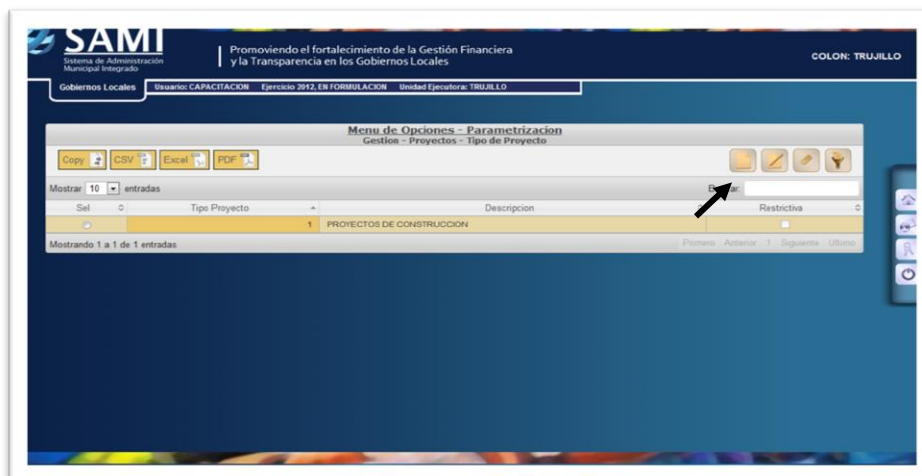 SAMI
Sistema de Administración
Municipal Integrado
Promoviendo el fortalecimiento de la Gestión Financiera
y la Transparencia en los Gobiernos Locales
COLON: TRUJILLO
Gobiernos Locales
Usuario: CAPACITACION Ejercicio 2012, EN FORMULACION Unidad Ejecutora: TRUJILLO
Menu de Opciones - Parametrizacion
Gestion - Proyectos - Tipo de Proyecto
Copy CSV Excel PDF
Mostrar 10 entradas
Sel Tipo Proyecto Descripcion Restrictiva
1 PROYECTOS DE CONSTRUCCION
Mostrando 1 a 1 de 1 entradas
Primero Anterior 1 Siguiente Ultimo